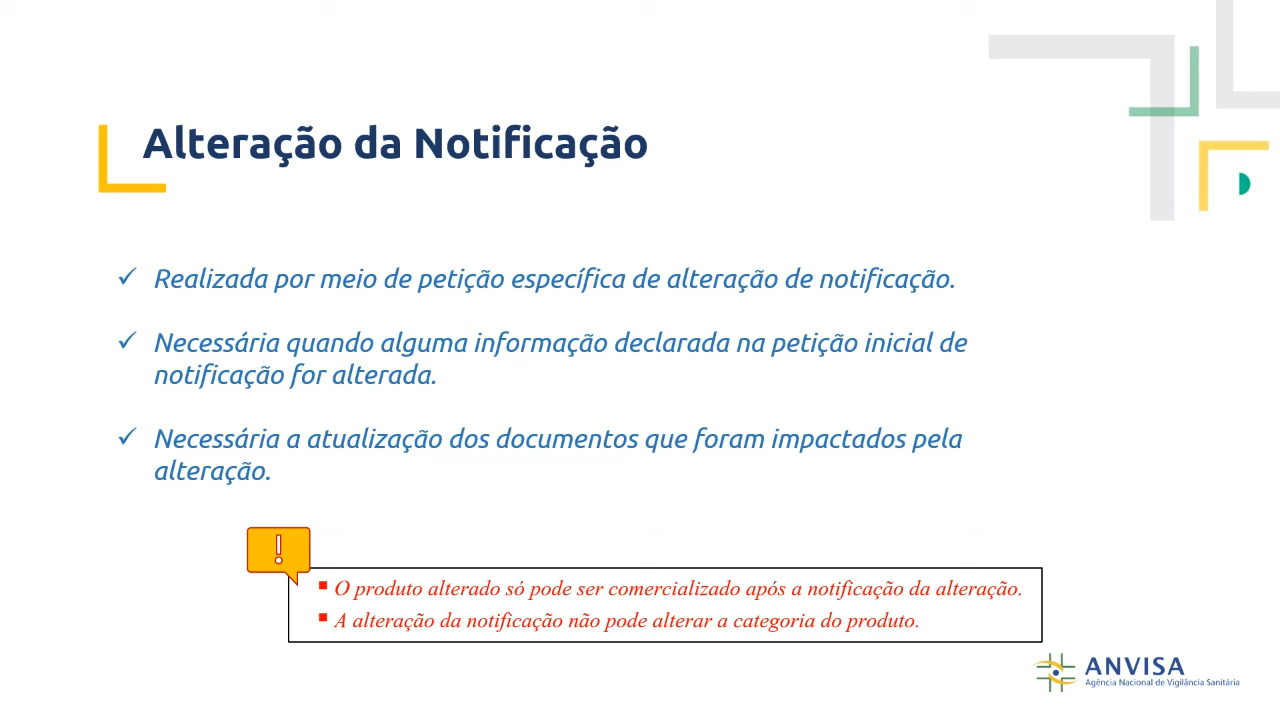 Alteração da Notificação
✓ Realizada por meio de petição específica de alteração de notificação.
✓ Necessária quando alguma informação declarada na petição inicial de
notificação for alterada.
✓ Necessária a atualização dos documentos que foram impactados pela
alteração.
!
▪ O produto alterado só pode ser comercializado após a notificação da alteração.
▪ A alteração da notificação não pode alterar a categoria do produto.
ANVISA
Agência Nacional de Vigilância Sanitária